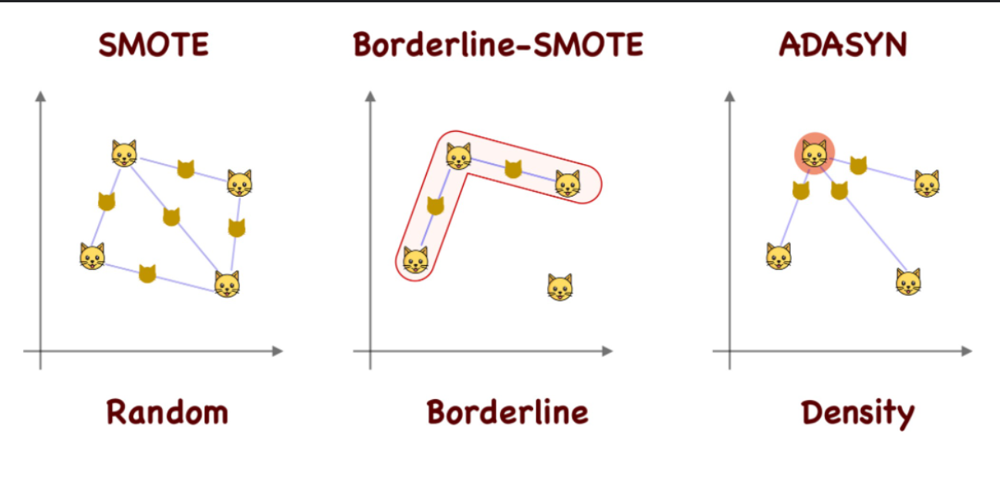 SMOTE
Borderline-SMOTE
ADASYN
Random
Borderline
Density